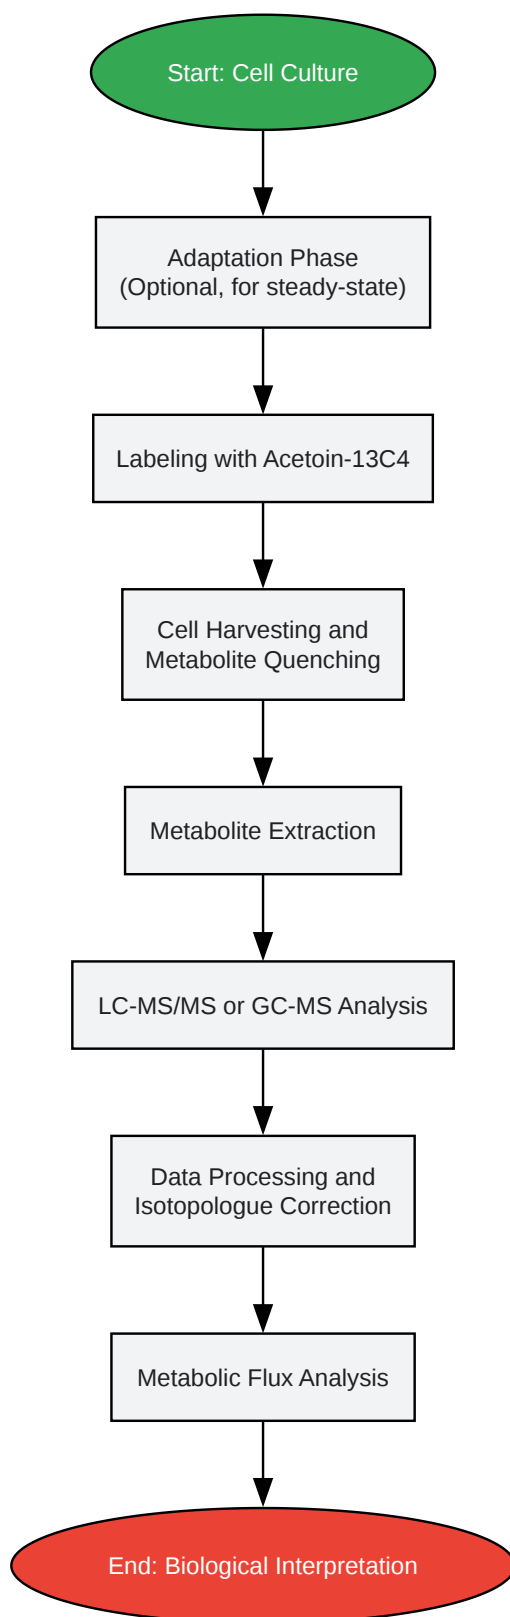 Start: Cell Culture
Adaptation Phase
(Optional, for steady-state)
Labeling with Acetoin-13C4
Cell Harvesting and
Metabolite Quenching
Metabolite Extraction
LC-MS/MS or GC-MS Analysis
Data Processing and
Isotopologue Correction
Metabolic Flux Analysis
End: Biological Interpretation